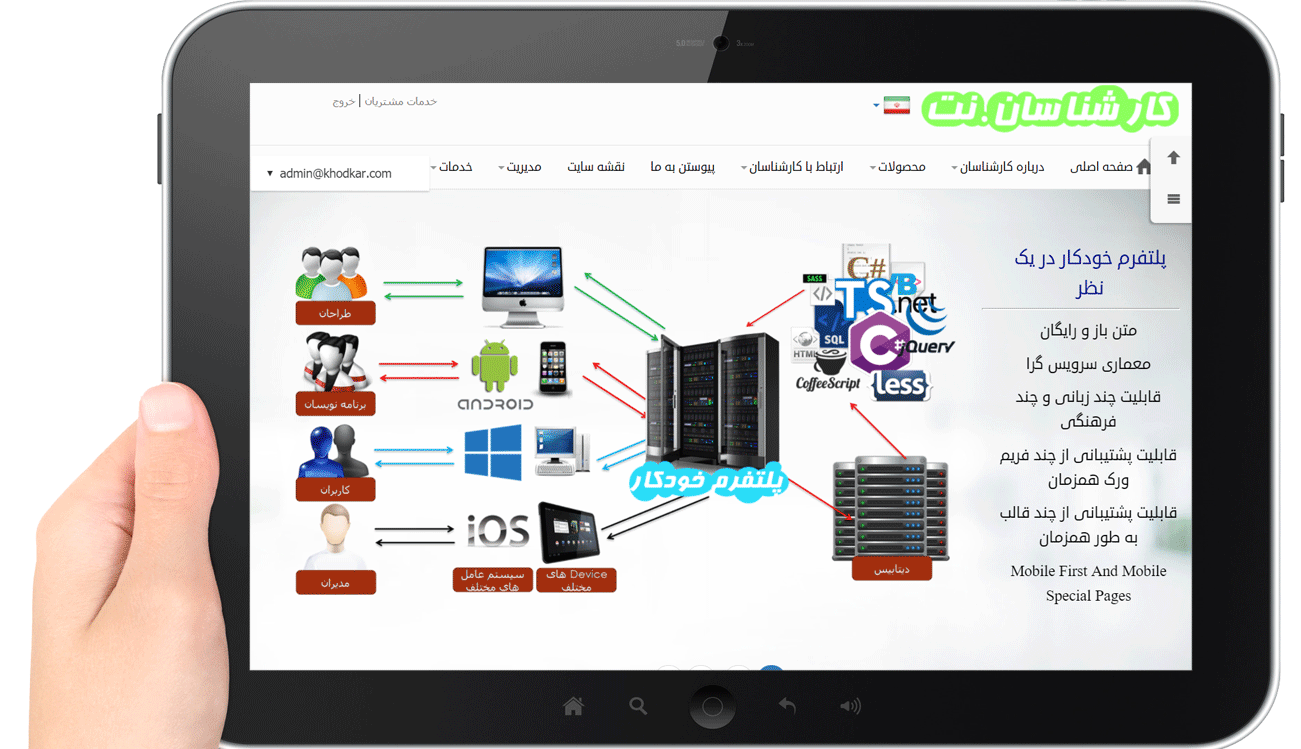 کارشناسان.نت
خدمات مشتریان | خروج
صفحه اصلی
درباره کارشناسان
محصولات
ارتباط با کارشناسان
پیوستن به ما
نقشه سایت
مدیریت
خدمات
admin@khodkar.com
پلتفرم خودکار در یک
نظر
متن باز و رایگان
معماری سرویس گرا
قابلیت چند زبانی و چند
فرهنگی
قابلیت پشتیبانی از چند فریم
ورک همزمان
قابلیت پشتیبانی از چند قالب
به طور همزمان
Mobile First And Mobile
Special Pages
طراحان
برنامه نویسان
کاربران
مدیران
ANDROID
iOS
سیستم عامل
های مختلف
Device های
مختلف
پلتفرم خودکار
دیتابیس
C#
SASS
</>
TS
VB
.net
SQL
C#
jQuery
HTML
CoffeeScript
less